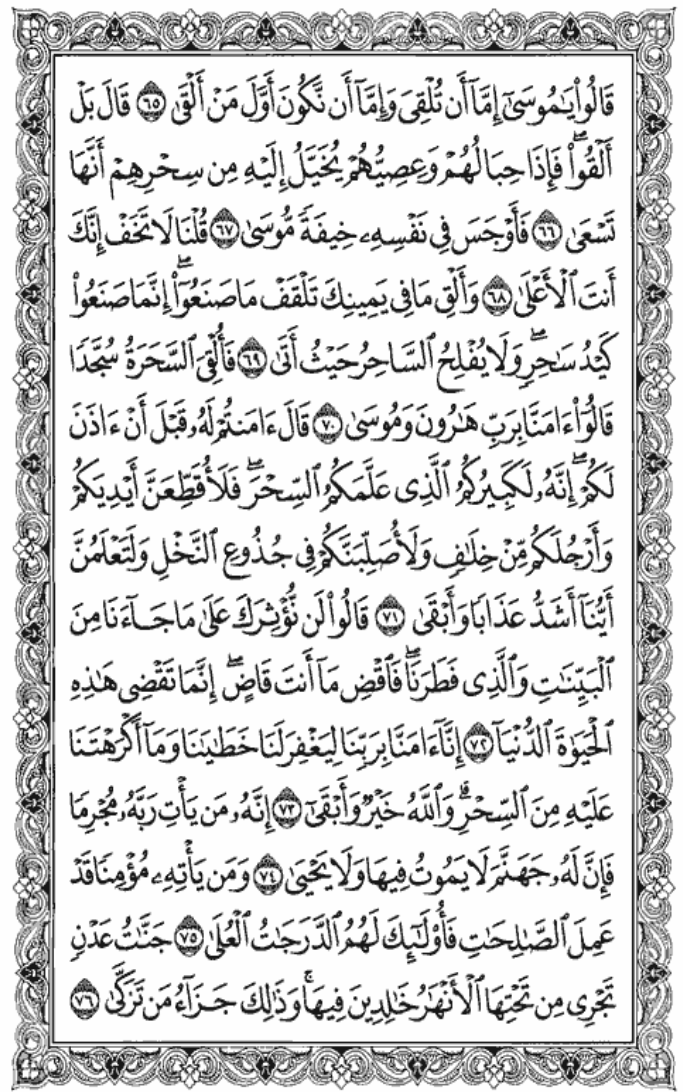 قَالُوا۟ يَـٰمُوسَىٰٓ إِمَّآ أَن تُلْقِىَ وَإِمَّآ أَن نَّكُونَ أَوَّلَ مَنْ أَلْقَىٰ ۝٦٥ قَالَ بَلْ
أَلْقُوا۟ ۖ فَإِذَا حِبَالُهُمْ وَعِصِيُّهُمْ يُخَيَّلُ إِلَيْهِ مِن سِحْرِهِمْ أَنَّهَا
تَسْعَىٰ ۝٦٦ فَأَوْجَسَ فِى نَفْسِهِۦ خِيفَةً مُّوسَىٰ ۝٦٧ قُلْنَا لَا تَخَفْ إِنَّكَ
أَنتَ ٱلْأَعْلَىٰ ۝٦٨ وَأَلْقِ مَا فِى يَمِينِكَ تَلْقَفْ مَا صَنَعُوٓا۟ ۖ إِنَّمَا صَنَعُوا۟
كَيْدُ سَـٰحِرٍ ۖ وَلَا يُفْلِحُ ٱلسَّاحِرُ حَيْثُ أَتَىٰ ۝٦٩ فَأُلْقِىَ ٱلسَّحَرَةُ سُجَّدًا
قَالُوٓا۟ ءَامَنَّا بِرَبِّ هَـٰرُونَ وَمُوسَىٰ ۝٧٠ قَالَ ءَامَنتُمْ لَهُۥ قَبْلَ أَنْ ءَاذَنَ
لَكُمْ ۖ إِنَّهُۥ لَكَبِيرُكُمُ ٱلَّذِى عَلَّمَكُمُ ٱلسِّحْرَ ۖ فَلَأُقَطِّعَنَّ أَيْدِيَكُمْ
وَأَرْجُلَكُم مِّنْ خِلَـٰفٍ وَلَأُصَلِّبَنَّكُمْ فِى جُذُوعِ ٱلنَّخْلِ وَلَتَعْلَمُنَّ
أَيُّنَآ أَشَدُّ عَذَابًا وَأَبْقَىٰ ۝٧١ قَالُوا۟ لَن نُّؤْثِرَكَ عَلَىٰ مَا جَآءَنَا مِنَ
ٱلْبَيِّنَـٰتِ وَٱلَّذِى فَطَرَنَا ۖ فَٱقْضِ مَآ أَنتَ قَاضٍ ۖ إِنَّمَا تَقْضِى هَـٰذِهِ
ٱلْحَيَوٰةَ ٱلدُّنْيَآ ۝٧٢ إِنَّآ ءَامَنَّا بِرَبِّنَا لِيَغْفِرَ لَنَا خَطَـٰيَـٰنَا وَمَآ أَكْرَهْتَنَا
عَلَيْهِ مِنَ ٱلسِّحْرِ ۗ وَٱللَّهُ خَيْرٌ وَأَبْقَىٰٓ ۝٧٣ إِنَّهُۥ مَن يَأْتِ رَبَّهُۥ مُجْرِمًا
فَإِنَّ لَهُۥ جَهَنَّمَ لَا يَمُوتُ فِيهَا وَلَا يَحْيَىٰ ۝٧٤ وَمَن يَأْتِهِۦ مُؤْمِنًا قَدْ
عَمِلَ ٱلصَّـٰلِحَـٰتِ فَأُو۟لَـٰٓئِكَ لَهُمُ ٱلدَّرَجَـٰتُ ٱلْعُلَىٰ ۝٧٥ جَنَّـٰتُ عَدْنٍ
تَجْرِى مِن تَحْتِهَا ٱلْأَنْهَـٰرُ خَـٰلِدِينَ فِيهَا ۚ وَذَٰلِكَ جَزَآءُ مَن تَزَكَّىٰ ۝٧٦